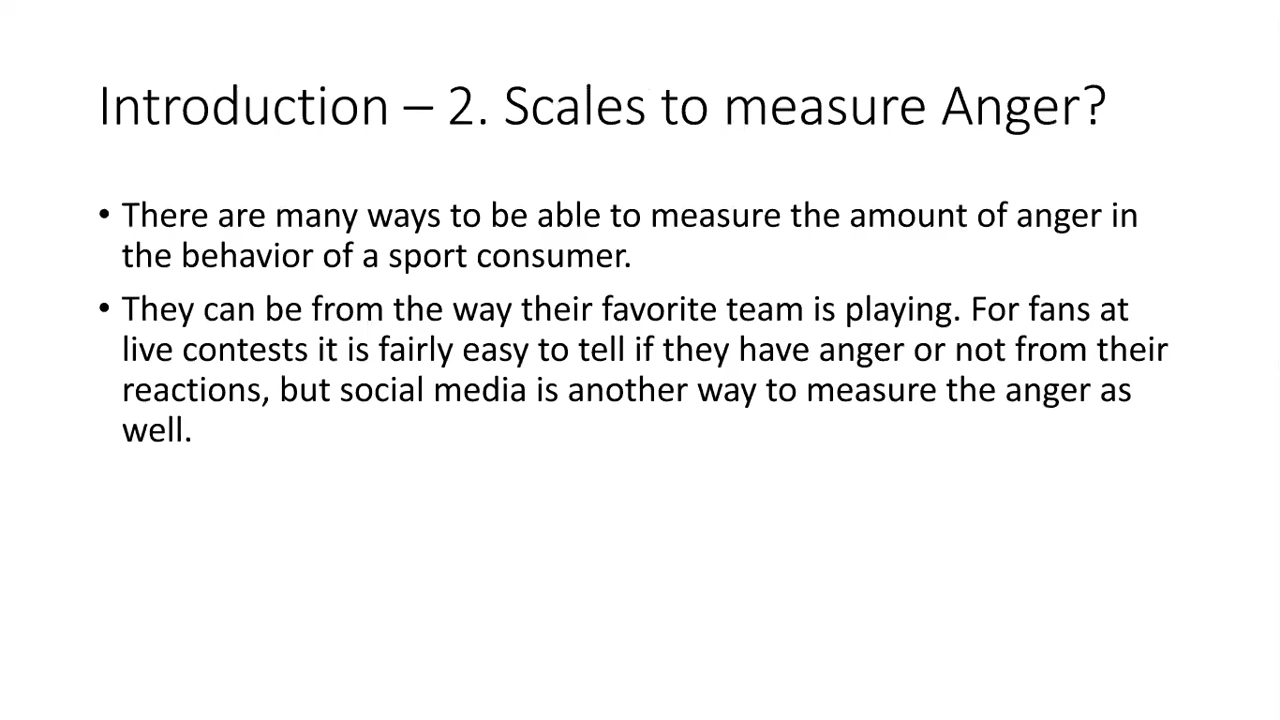 Introduction – 2. Scales to measure Anger?
• There are many ways to be able to measure the amount of anger in
the behavior of a sport consumer.
• They can be from the way their favorite team is playing. For fans at
live contests it is fairly easy to tell if they have anger or not from their
reactions, but social media is another way to measure the anger as
well.